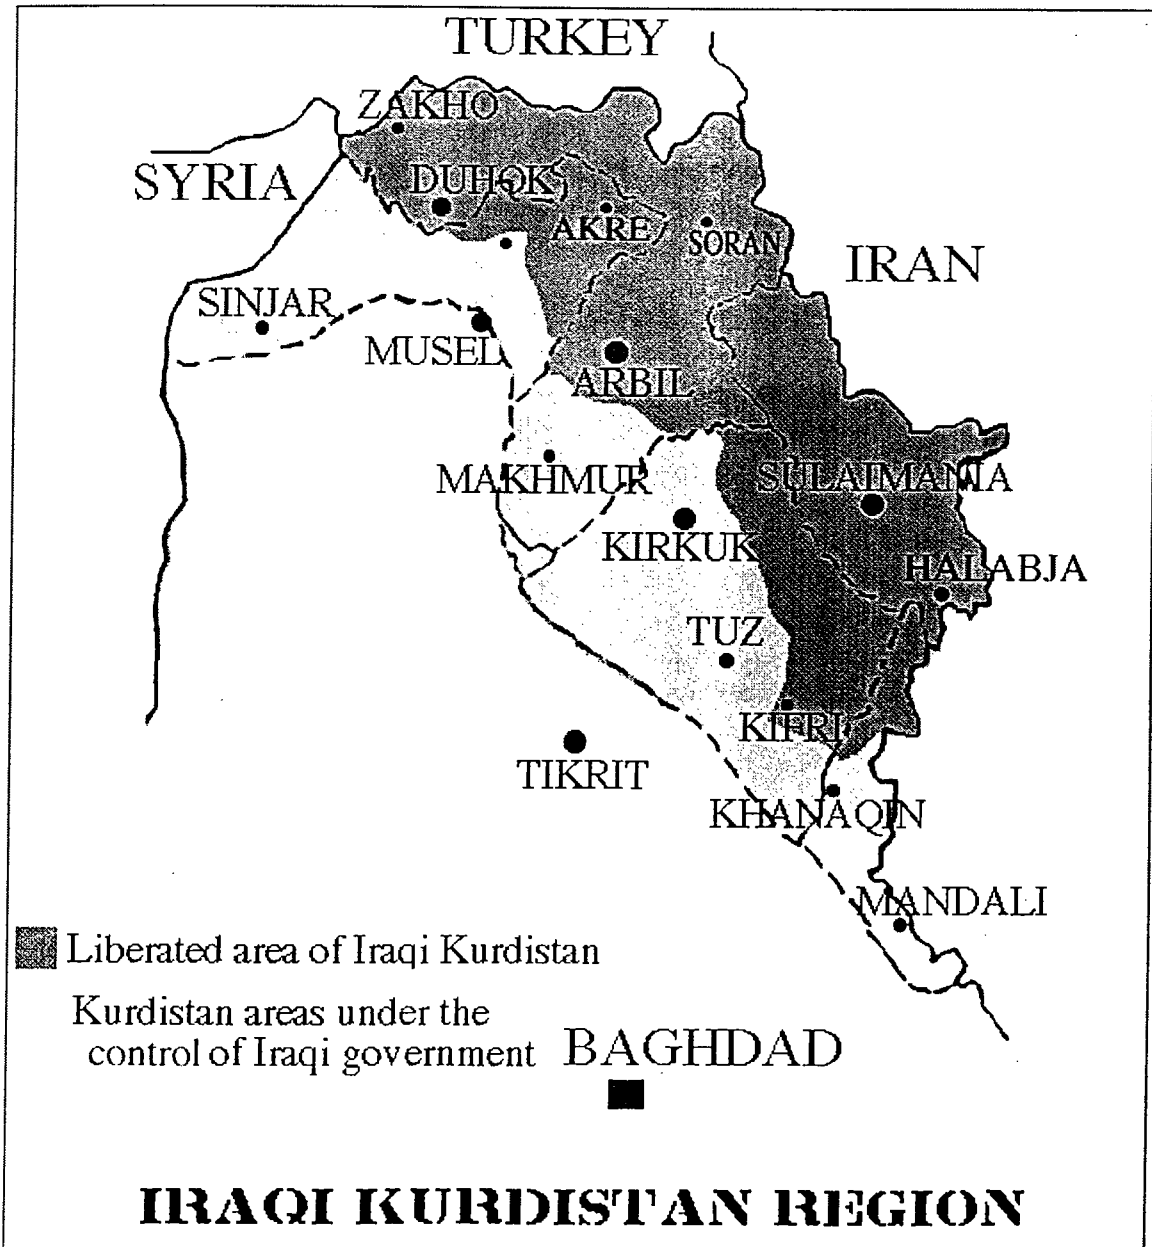 TURKEY
ZAKHO
SYRIA
DUHOK
AKRE
SORAN
IRAN
SINJAR
MUSEL
ARBIL
MAKHMUR
SULAIMANIA
KIRKUK
HALABJA
TUZ
KIFRI
TIKRIT
KHANAQIN
MANDALI
Liberated area of Iraqi Kurdistan
Kurdistan areas under the
control of Iraqi government
BAGHDAD
IRAQI KURDISTAN REGION